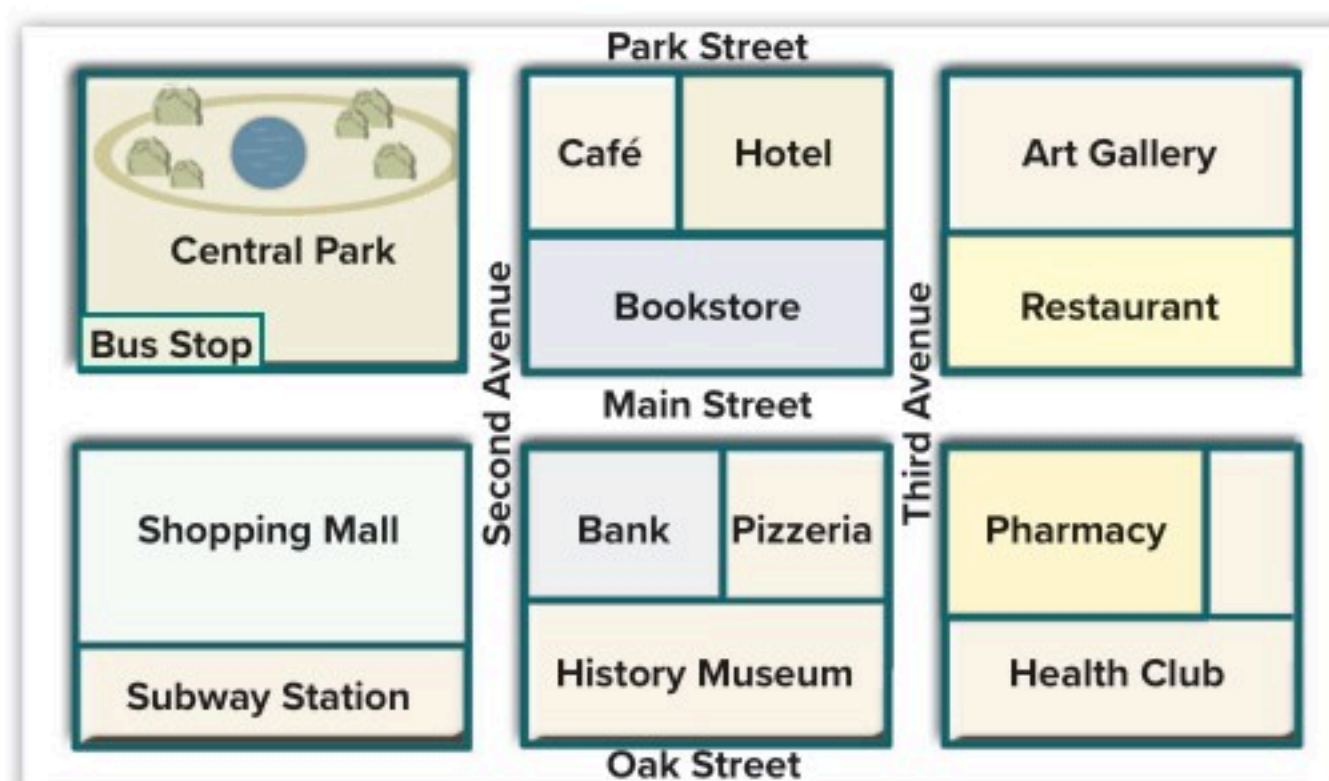 Park Street
Café
Hotel
Art Gallery
Central Park
Bookstore
Restaurant
Bus Stop
Second Avenue
Main Street
Third Avenue
Shopping Mall
Bank
Pizzeria
Pharmacy
Subway Station
History Museum
Health Club
Oak Street